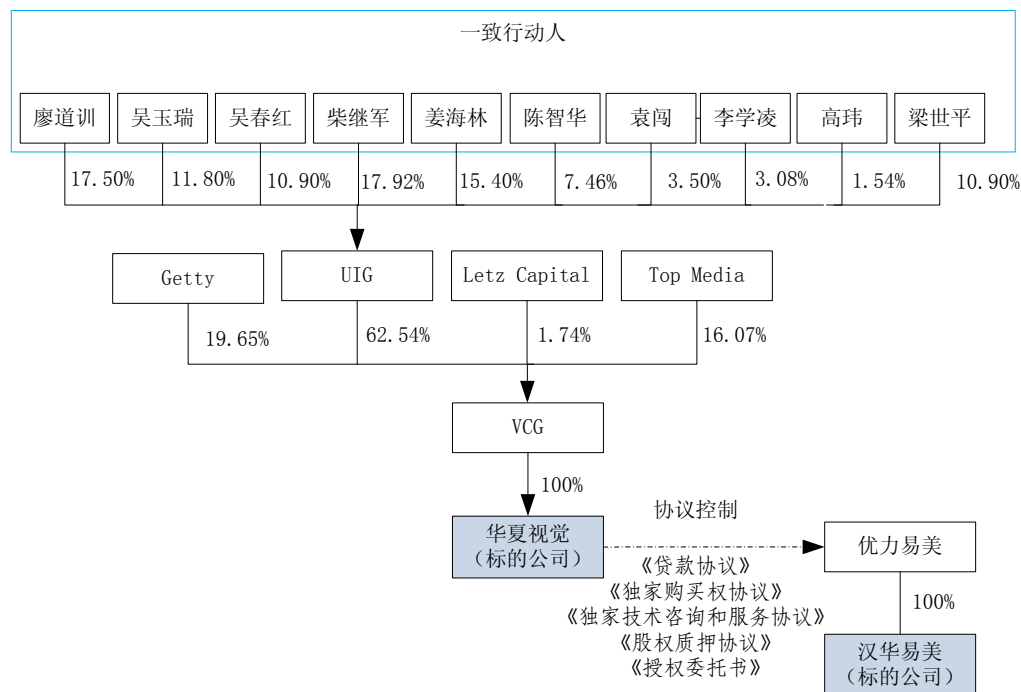 一致行动人
廖道训 吴玉瑞 吴春红 柴继军 姜海林 陈智华 袁闯 李学凌 高玮 梁世平
17.50% 11.80% 10.90% 17.92% 15.40% 7.46% 3.50% 3.08% 1.54% 10.90%
Getty UIG Letz Capital Top Media
19.65% 62.54% 1.74% 16.07%
VCG
100%
协议控制
华夏视觉
(标的公司)
优力易美
《贷款协议》
《独家购买权协议》
《独家技术咨询和服务协议》
《股权质押协议》
《授权委托书》
100%
汉华易美
(标的公司)